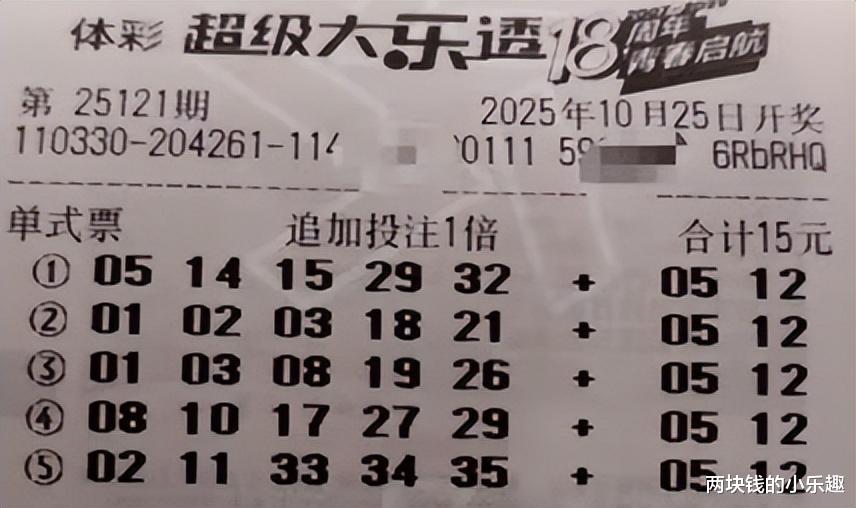 体彩 超级大乐透 18周年 青春启航
第 25121期 2025年10月25日开奖
110330-204261-114 0111 59 6RbRHQ
单式票 追加投注1倍 合计15元
① 05 14 15 29 32 + 05 12
② 01 02 03 18 21 + 05 12
③ 01 03 08 19 26 + 05 12
④ 08 10 17 27 29 + 05 12
⑤ 02 11 33 34 35 + 05 12
两块钱的小乐趣